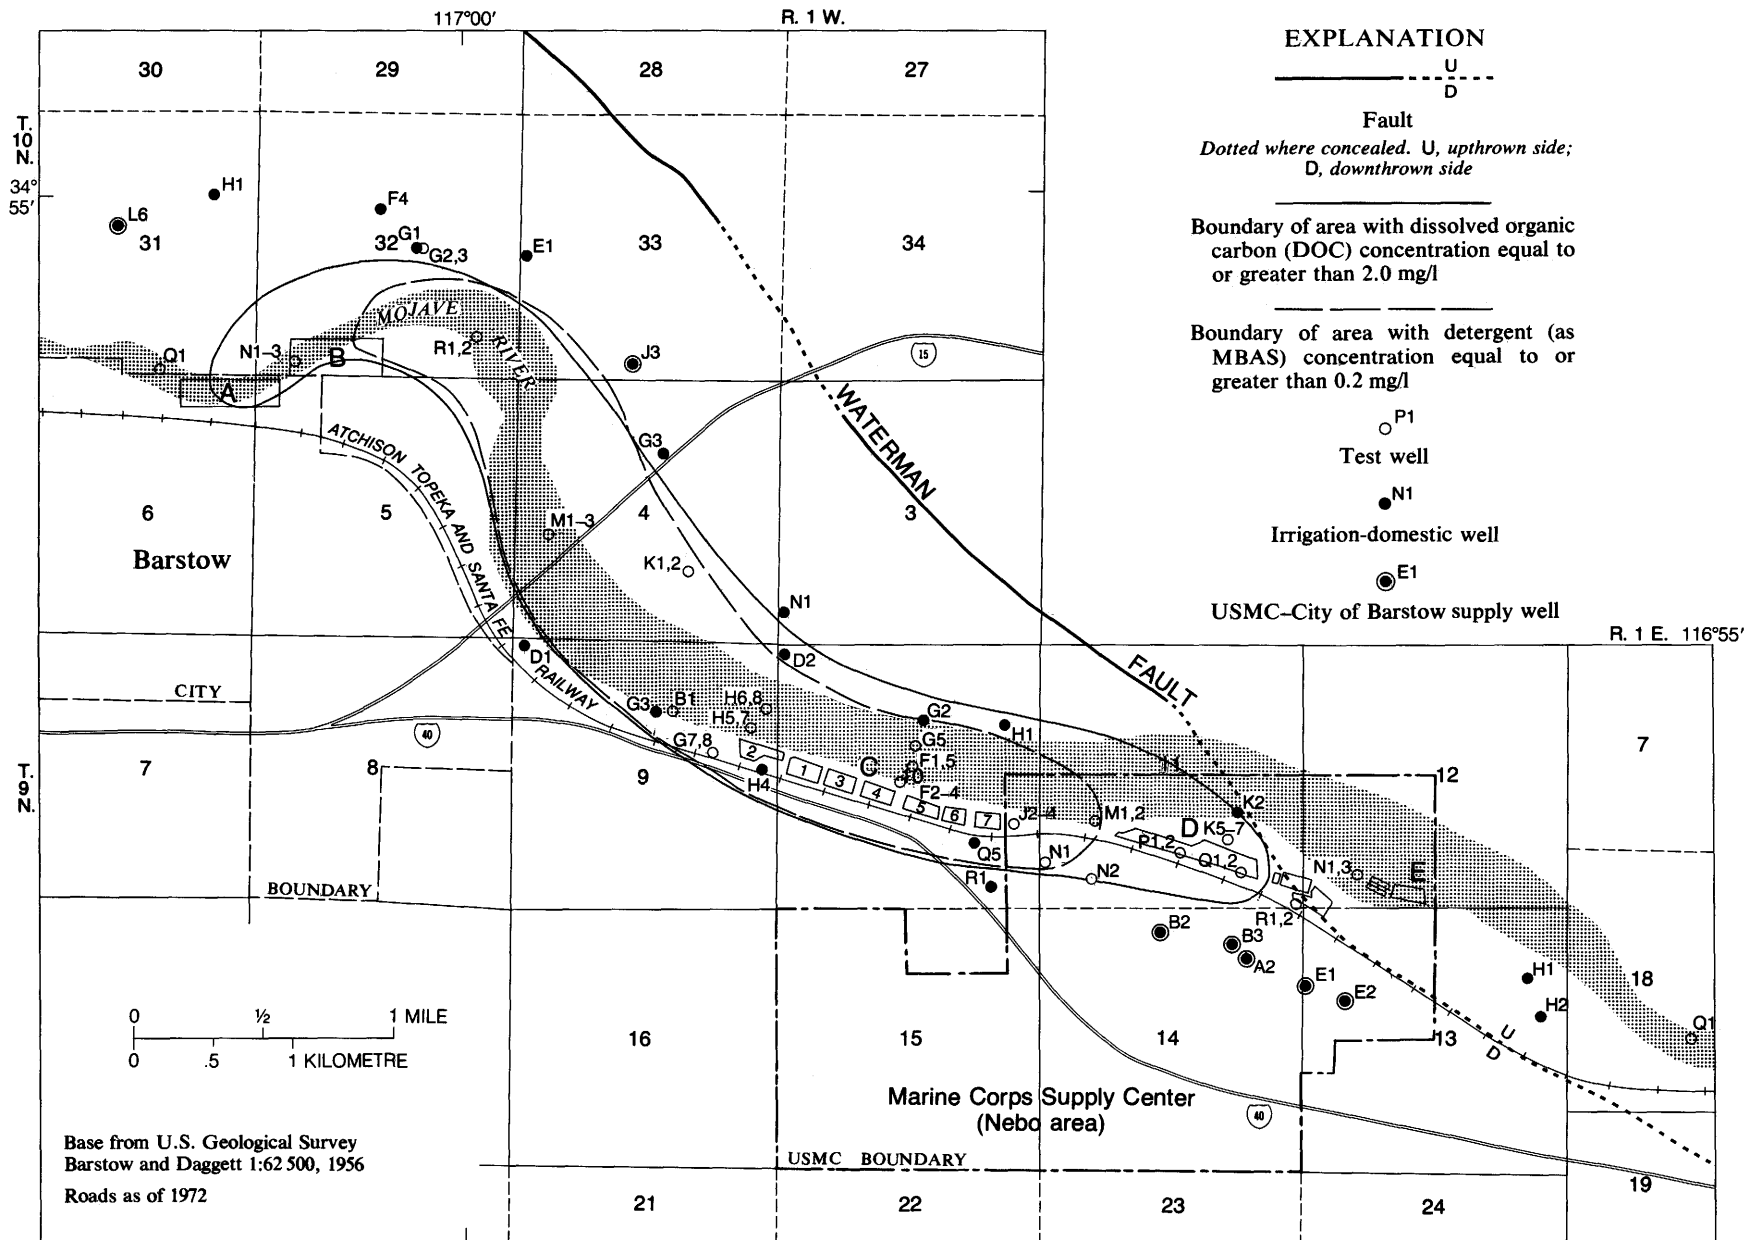 117°00′
R. 1 W.
30
29
28
27
T.
10
N.
34°
55′
H1
L6
31
F4
G1
32
G2,3
E1
33
34
MOJAVE
RIVER
Q1
N1–3
B
A
R1,2
J3
15
WATERMAN
FAULT
ATCHISON TOPEKA AND SANTA FE RAILWAY
G3
6
5
4
3
M1–3
K1,2
Barstow
N1
D1
D2
CITY
BOUNDARY
G3
B1
H6,8
H5,7
G7,8
2
1
3
4
5
6
7
H4
C
G2
G5
F1,5
10
F2–4
H1
11
12
7
40
T.
9
N.
7
8
9
J2–4
M1,2
K2
D
K5–7
P1,2
Q1,2
Q5
N1
N2
R1
N1,3
E
R1,2
B2
B3
A2
E1
E2
H1
H2
18
Q1
16
15
14
13
U
D
40
Marine Corps Supply Center
(Nebo area)
USMC BOUNDARY
21
22
23
24
19
0 ½ 1 MILE
0 .5 1 KILOMETRE
Base from U.S. Geological Survey
Barstow and Daggett 1:62 500, 1956
Roads as of 1972
EXPLANATION
U
D
Fault
Dotted where concealed. U, upthrown side;
D, downthrown side
Boundary of area with dissolved organic
carbon (DOC) concentration equal to
or greater than 2.0 mg/l
Boundary of area with detergent (as
MBAS) concentration equal to or
greater than 0.2 mg/l
P1
Test well
N1
Irrigation-domestic well
E1
USMC–City of Barstow supply well
R. 1 E. 116°55′